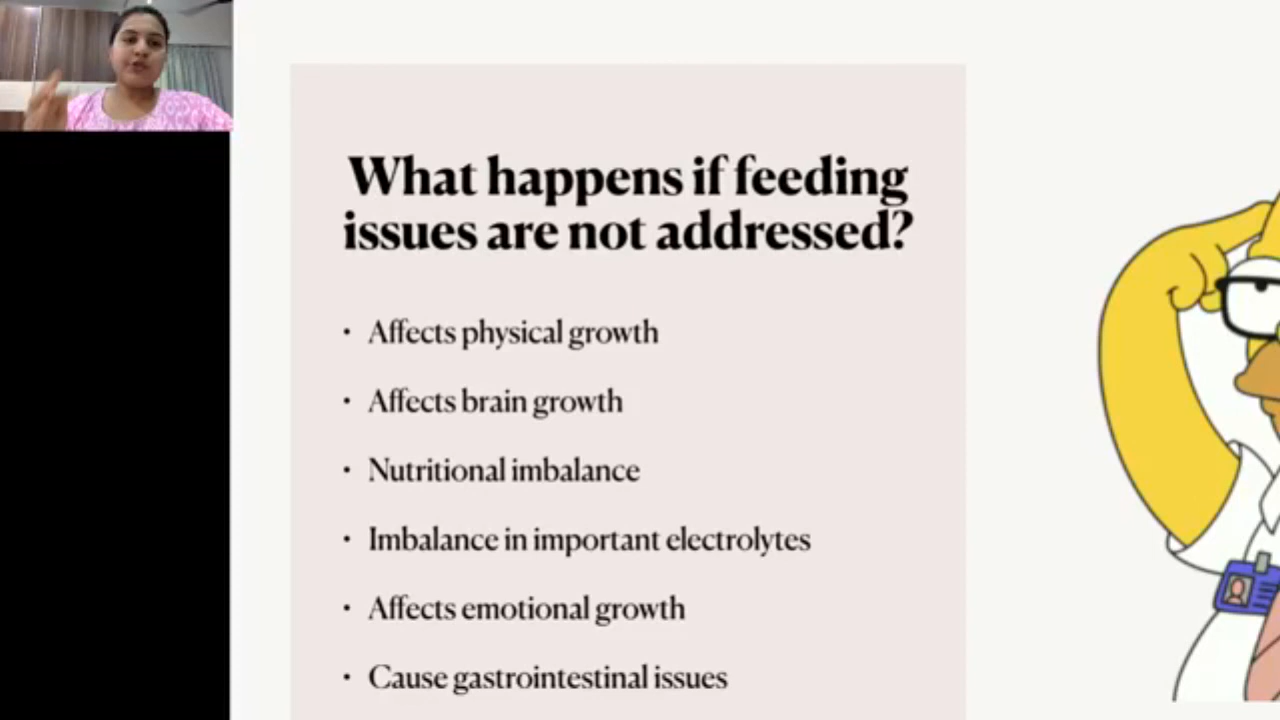 What happens if feeding
issues are not addressed?
• Affects physical growth
• Affects brain growth
• Nutritional imbalance
• Imbalance in important electrolytes
• Affects emotional growth
• Cause gastrointestinal issues